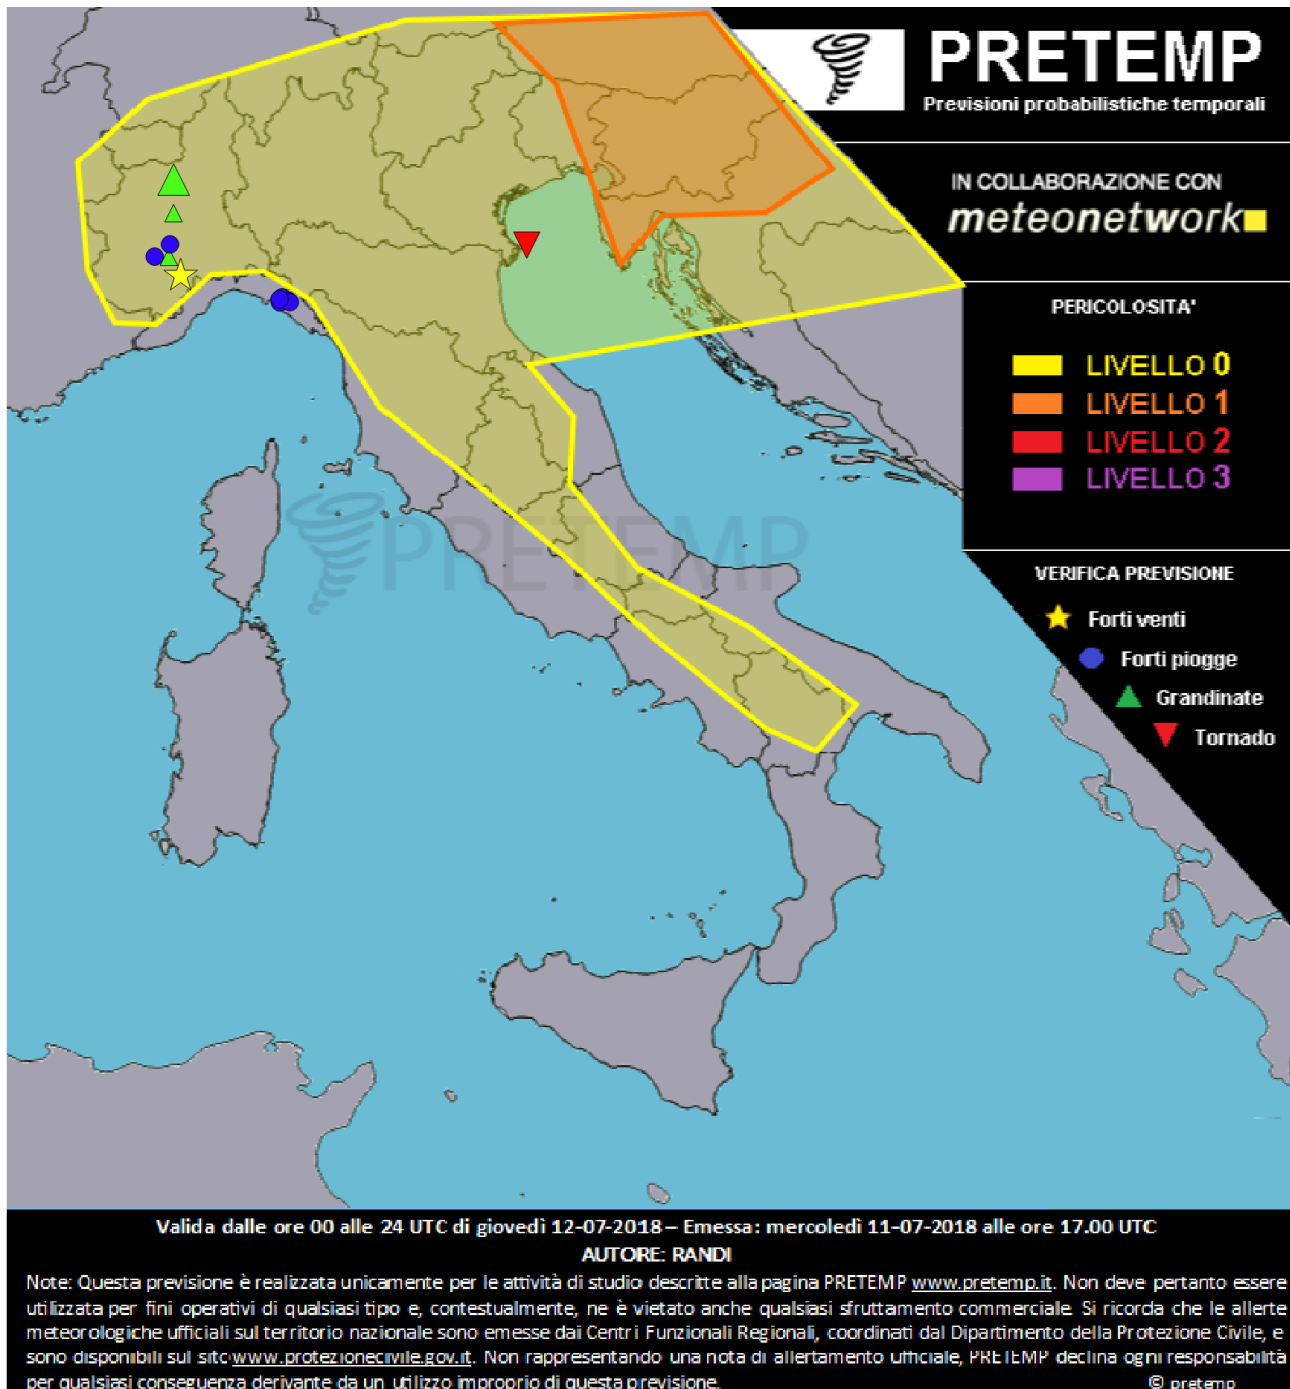 PRETEMP
Previsioni probabilistiche temporali
IN COLLABORAZIONE CON
meteonetwork
PERICOLOSITA'
LIVELLO 0
LIVELLO 1
LIVELLO 2
LIVELLO 3
PRETEMP
VERIFICA PREVISIONE
Forti venti
Forti piogge
Grandinate
Tornado
Valida dalle ore 00 alle 24 UTC di giovedì 12-07-2018 – Emessa: mercoledì 11-07-2018 alle ore 17.00 UTC
AUTORE: RANDI
Note: Questa previsione è realizzata unicamente per le attività di studio descritte alla pagina PRETEMP www.pretemp.it. Non deve pertanto essere
utilizzata per fini operativi di qualsiasi tipo e, contestualmente, ne è vietato anche qualsiasi sfruttamento commerciale. Si ricorda che le allerte
meteorologiche ufficiali sul territorio nazionale sono emesse dai Centri Funzionali Regionali, coordinati dal Dipartimento della Protezione Civile, e
sono disponibili sul sito www.protezionecivile.gov.it. Non rappresentando una nota di allertamento ufficiale, PRETEMP declina ogni responsabilità
per qualsiasi conseguenza derivante da un utilizzo improprio di questa previsione.
© pretemp